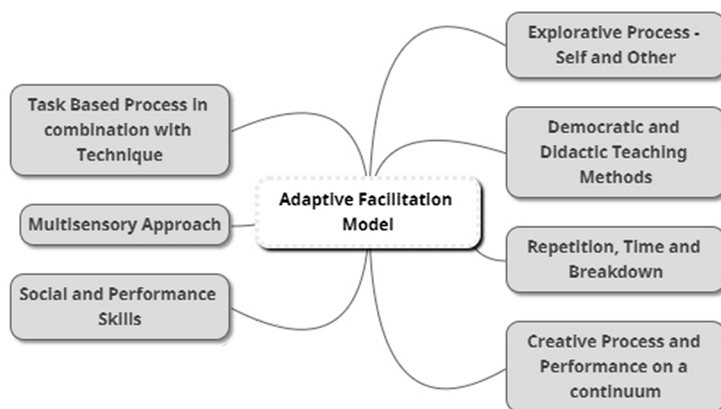 Task Based Process in
combination with
Technique
Multisensory Approach
Social and Performance
Skills
Adaptive Facilitation
Model
Explorative Process -
Self and Other
Democratic and
Didactic Teaching
Methods
Repetition, Time and
Breakdown
Creative Process and
Performance on a
continuum